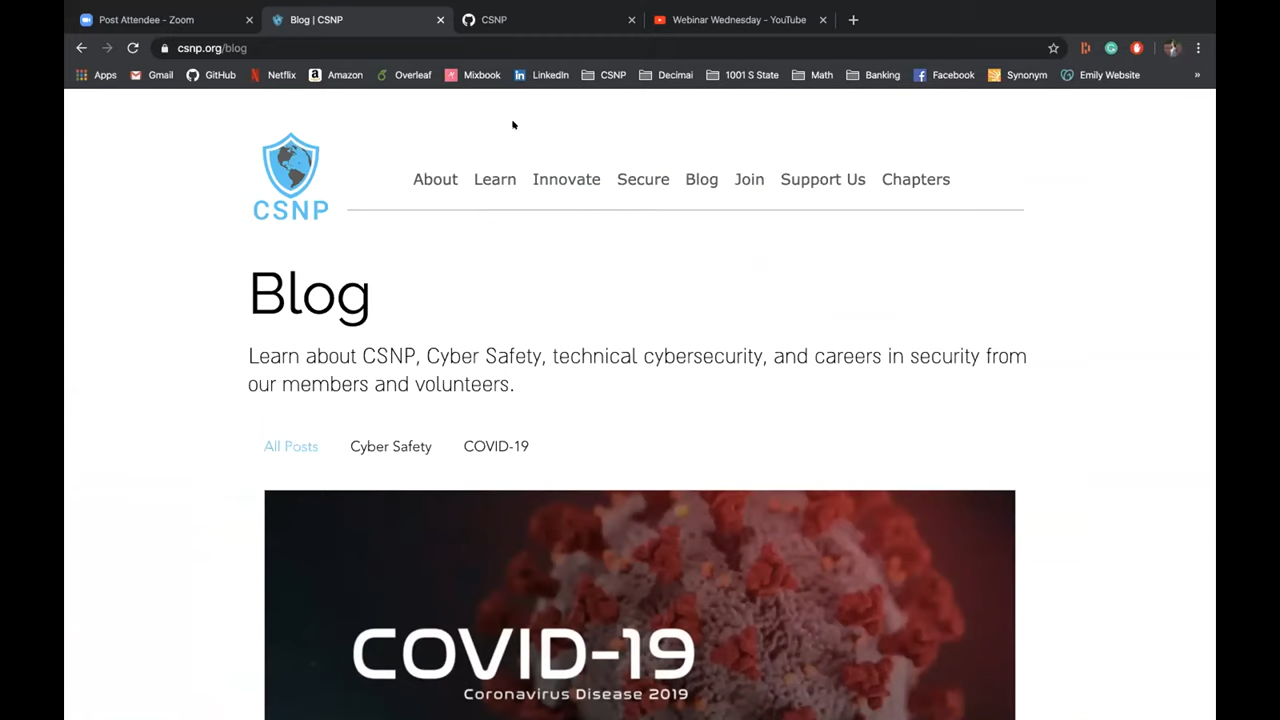 Post Attendee - Zoom
Blog | CSNP
CSNP
Webinar Wednesday - YouTube
csnp.org/blog
Apps
Gmail
GitHub
Netflix
Amazon
Overleaf
Mixbook
LinkedIn
CSNP
Decimai
1001 S State
Math
Banking
Facebook
Synonym
Emily Website
»
CSNP
About
Learn
Innovate
Secure
Blog
Join
Support Us
Chapters
Blog
Learn about CSNP, Cyber Safety, technical cybersecurity, and careers in security from
our members and volunteers.
All Posts
Cyber Safety
COVID-19
COVID-19
Coronavirus Disease 2019